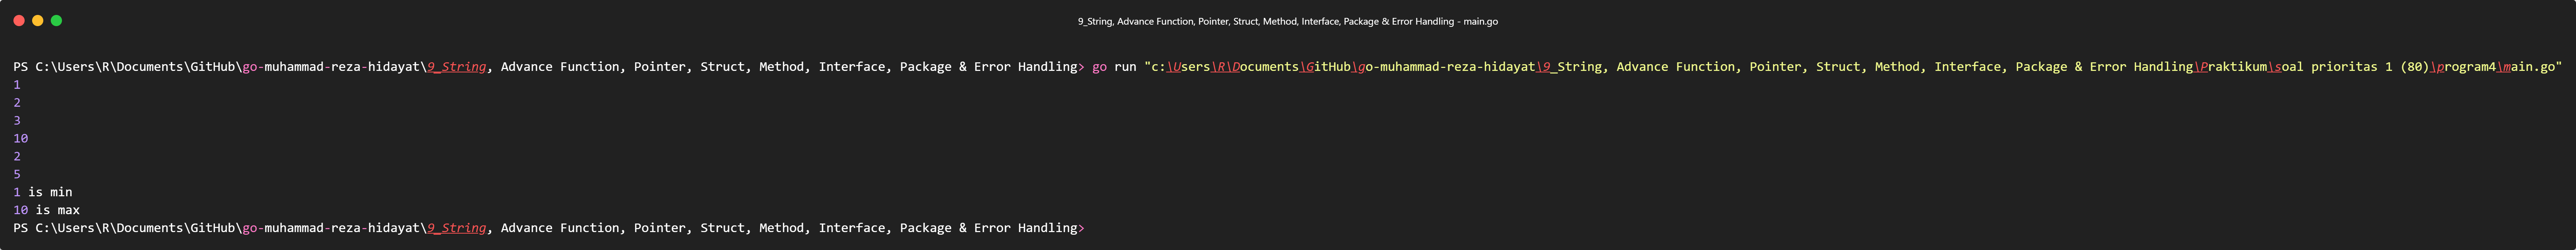 9_String, Advance Function, Pointer, Struct, Method, Interface, Package & Error Handling - main.go
PS C:\Users\R\Documents\GitHub\go-muhammad-reza-hidayat\9_String, Advance Function, Pointer, Struct, Method, Interface, Package & Error Handling> go run "c:\Users\R\Documents\GitHub\go-muhammad-reza-hidayat\9_String, Advance Function, Pointer, Struct, Method, Interface, Package & Error Handling\Praktikum\soal prioritas 1 (80)\program4\main.go"
1
2
3
10
2
5
1 is min
10 is max
PS C:\Users\R\Documents\GitHub\go-muhammad-reza-hidayat\9_String, Advance Function, Pointer, Struct, Method, Interface, Package & Error Handling>